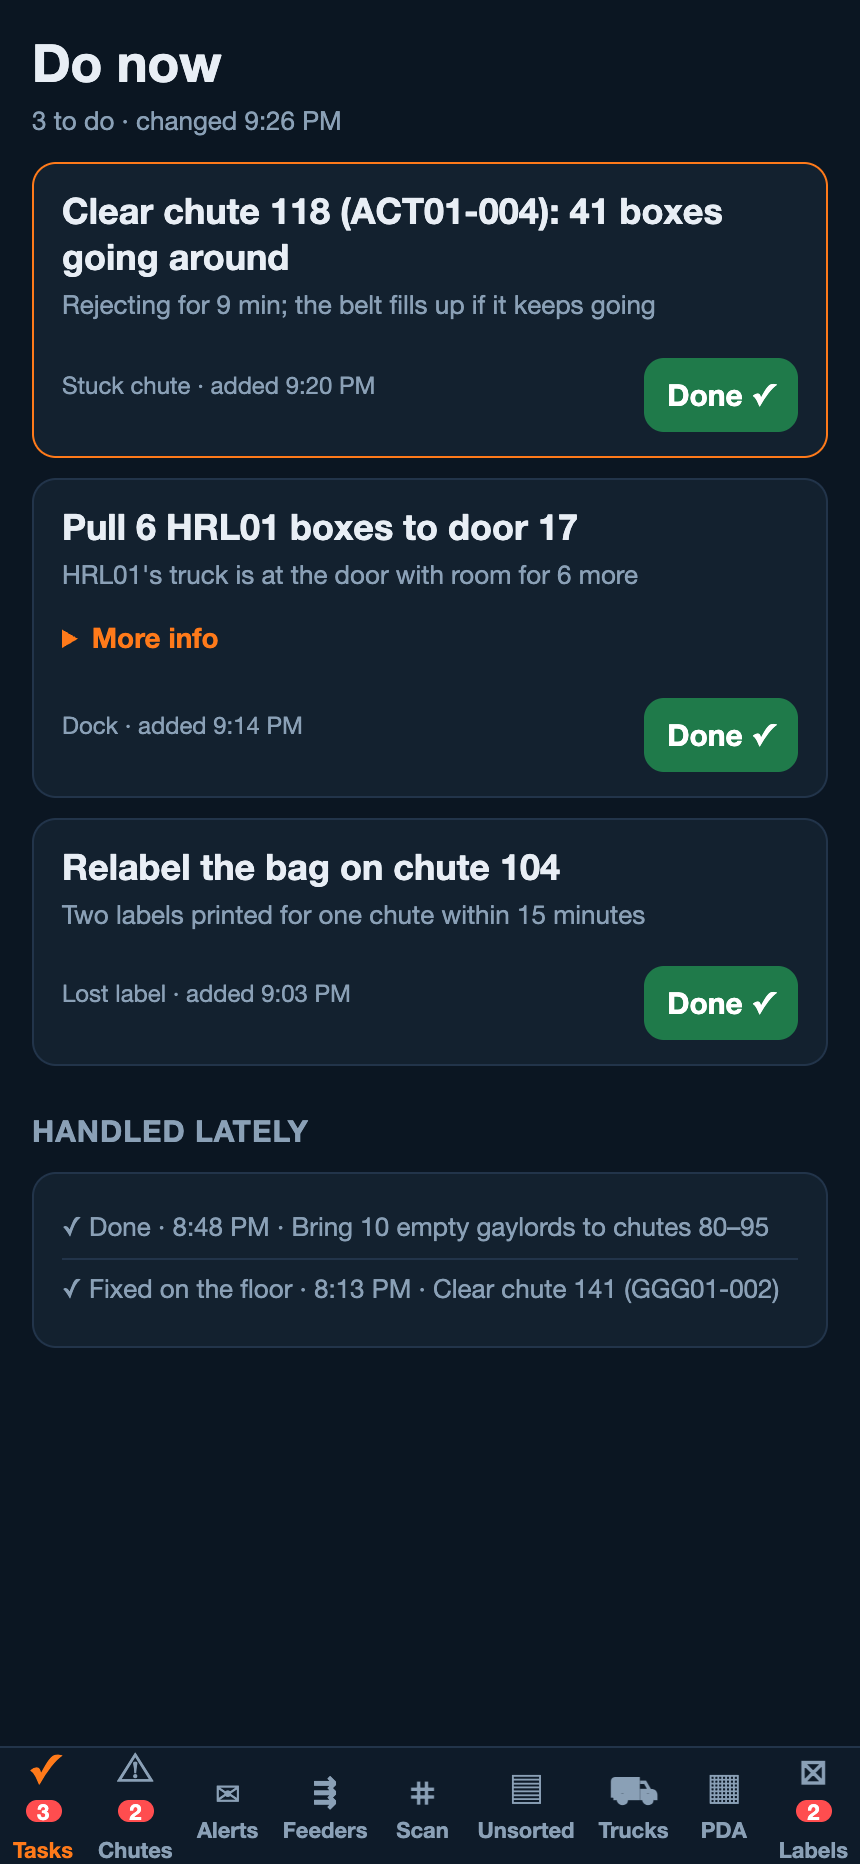 Do now
3 to do · changed 9:26 PM
Clear chute 118 (ACT01-004): 41 boxes
going around
Rejecting for 9 min; the belt fills up if it keeps going
Stuck chute · added 9:20 PM
Done ✓
Pull 6 HRL01 boxes to door 17
HRL01's truck is at the door with room for 6 more
▶ More info
Dock · added 9:14 PM
Done ✓
Relabel the bag on chute 104
Two labels printed for one chute within 15 minutes
Lost label · added 9:03 PM
Done ✓
HANDLED LATELY
✓ Done · 8:48 PM · Bring 10 empty gaylords to chutes 80–95
✓ Fixed on the floor · 8:13 PM · Clear chute 141 (GGG01-002)
3
Tasks
2
Chutes
Alerts
Feeders
Scan
Unsorted
Trucks
PDA
2
Labels